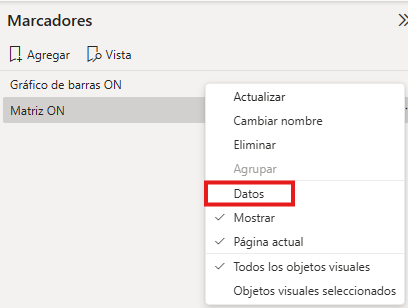 Marcadores
Agregar
Vista
Gráfico de barras ON
Matriz ON
Actualizar
Cambiar nombre
Eliminar
Agrupar
Datos
Mostrar
Página actual
Todos los objetos visuales
Objetos visuales seleccionados